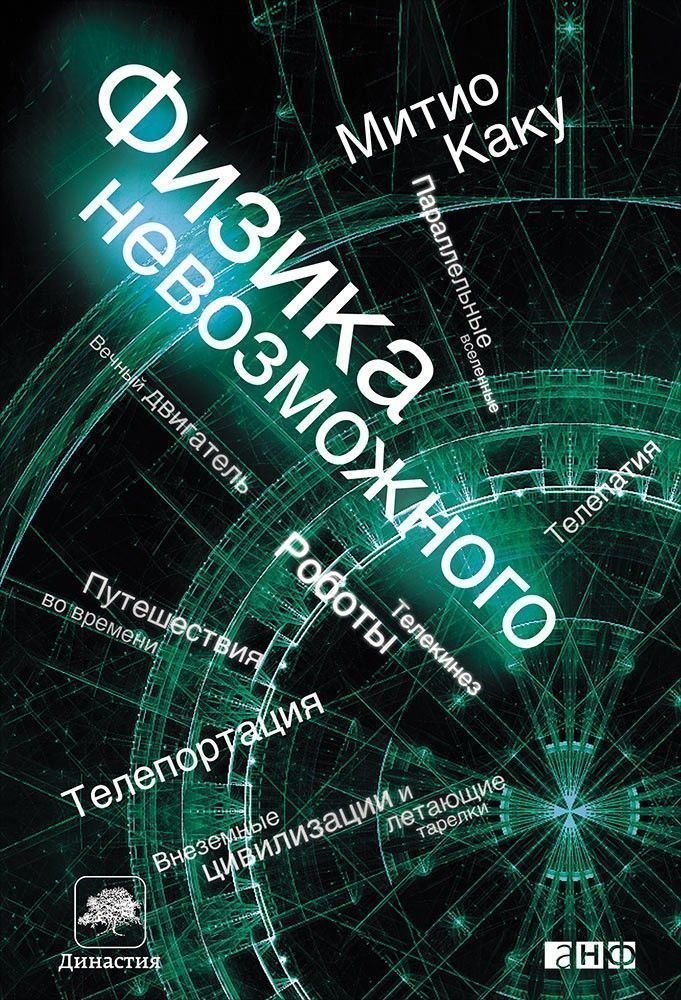 Митио
Каку
Физика
невозможного
Параллельные
вселенные
Вечный двигатель
Телепатия
Роботы
Телекинез
Путешествия
во времени
Телепортация
Внеземные
цивилизации и
летающие
тарелки
Династия
анф